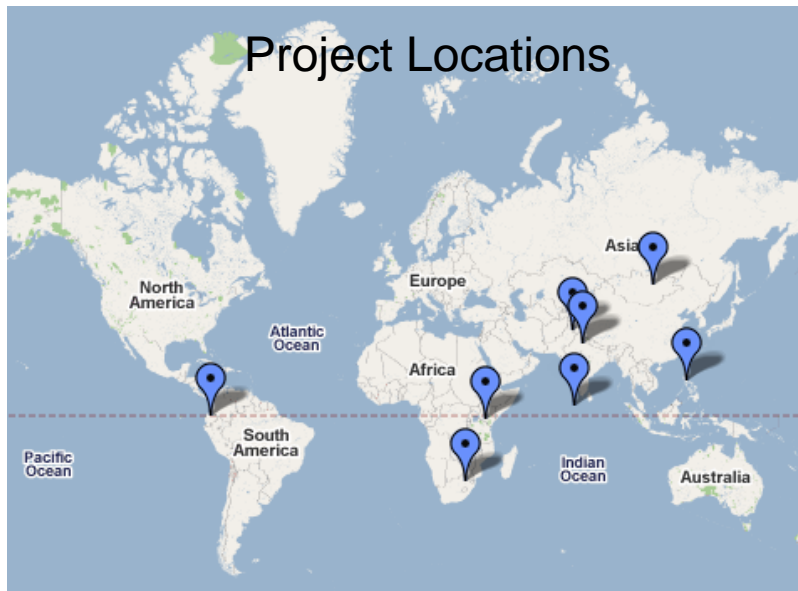 Project Locations
Asia
North
America
Europe
Atlantic
Ocean
Africa
South
America
Pacific
Ocean
Indian
Ocean
Australia